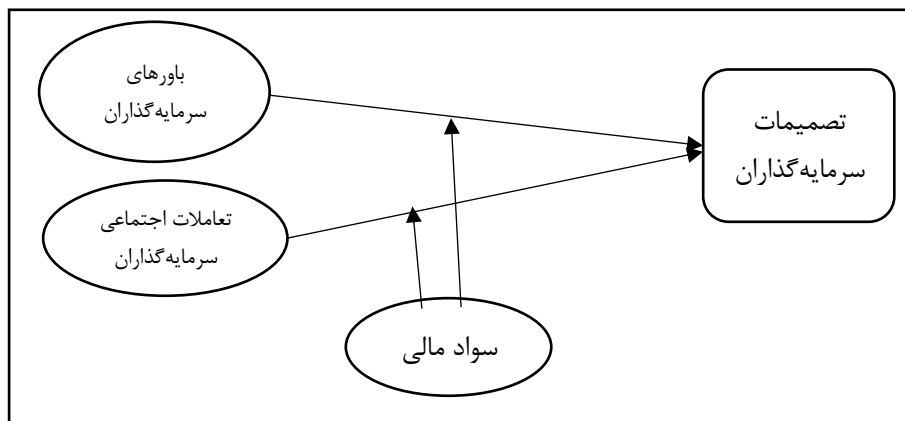 باورهای
سرمایه‌گذاران
تصمیمات
سرمایه‌گذاران
تعاملات اجتماعی
سرمایه‌گذاران
سواد مالی